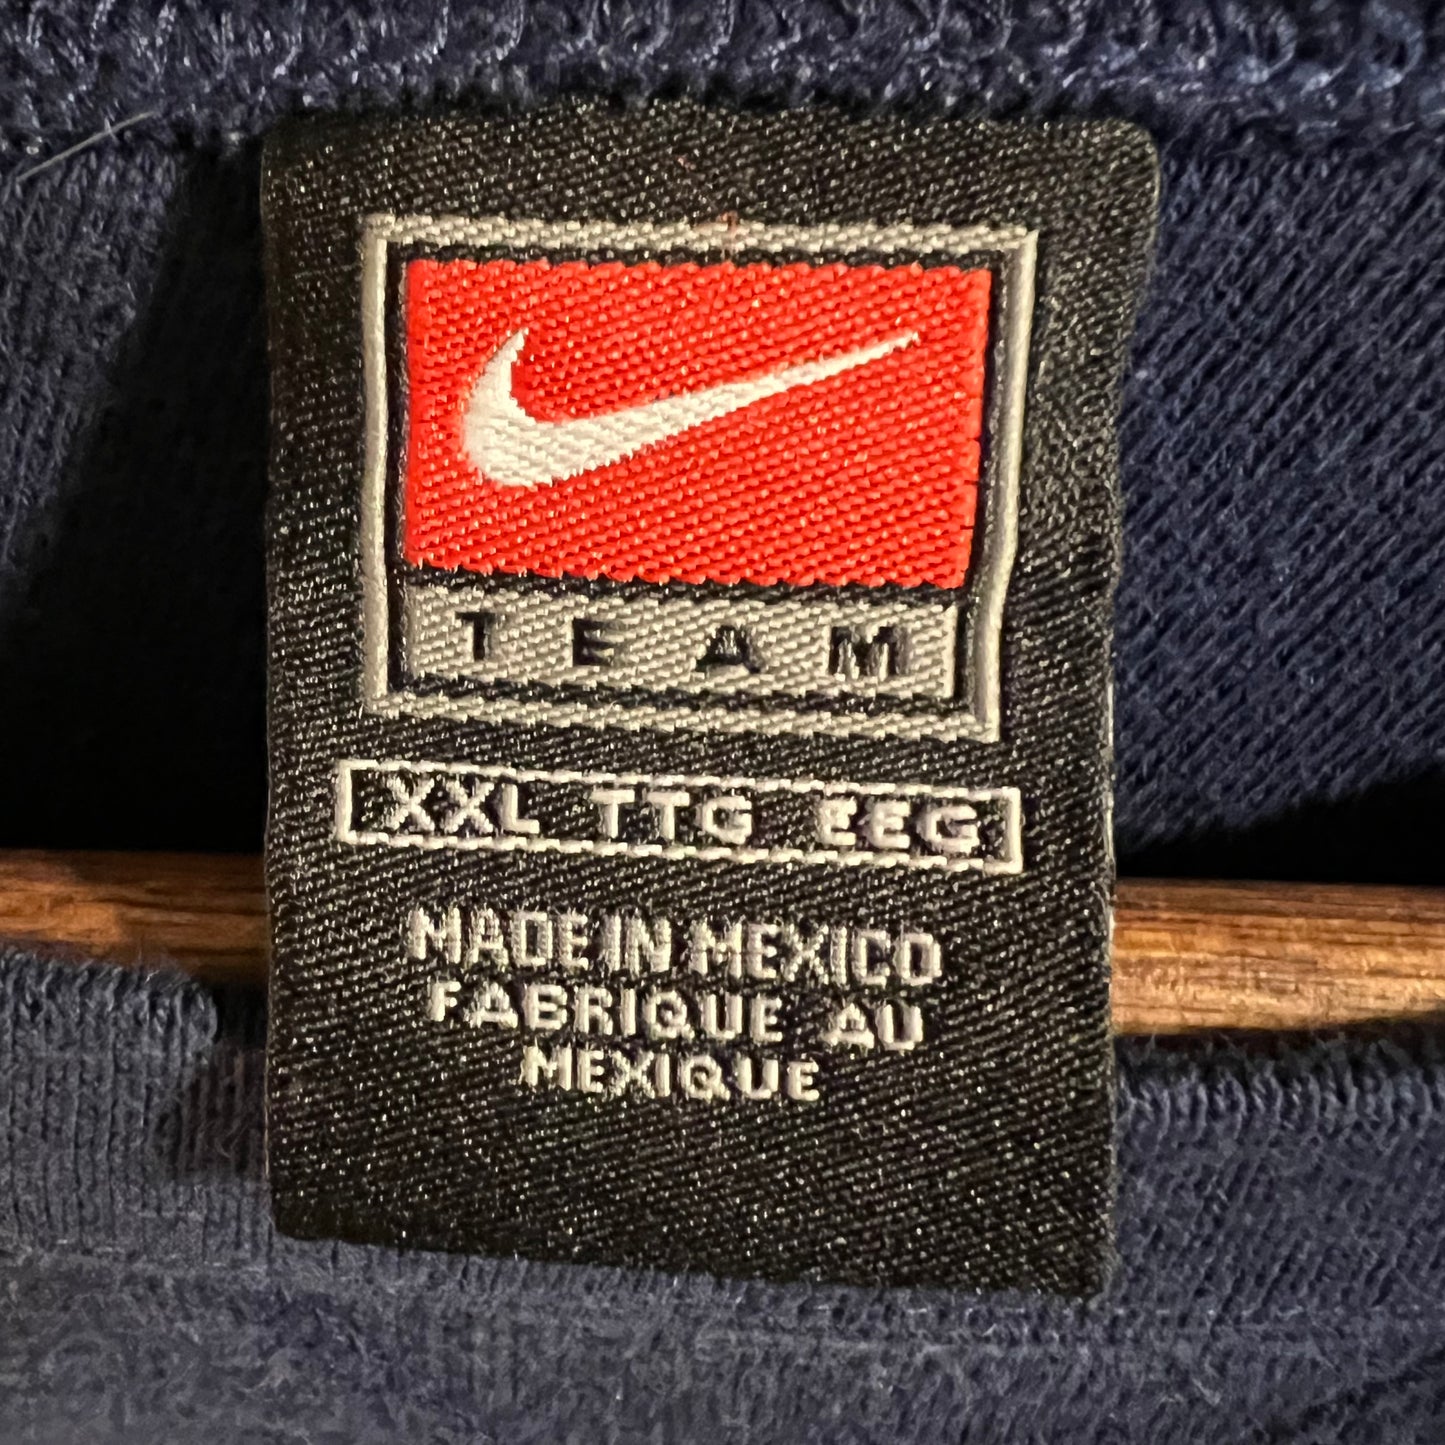 TEAM
XXL TTG EEG
MADE IN MEXICO
FABRIQUE AU
MEXIQUE